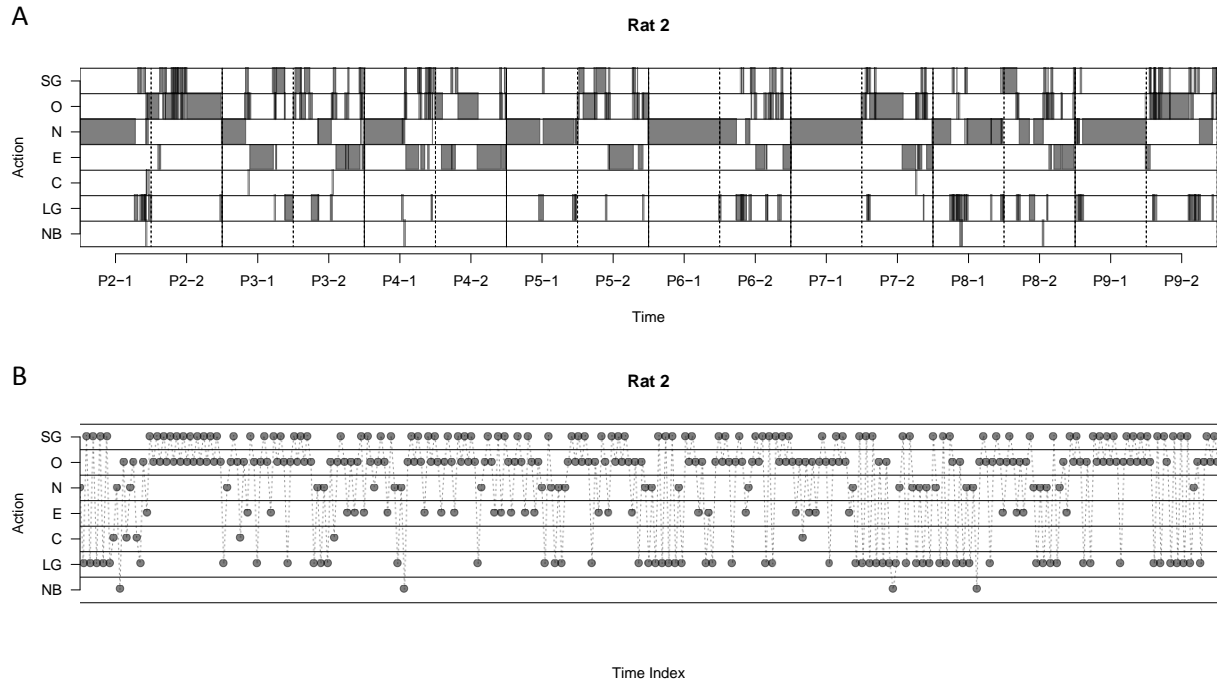 A
Rat 2
SG
O
N
E
C
LG
NB
Action
P2−1 P2−2 P3−1 P3−2 P4−1 P4−2 P5−1 P5−2 P6−1 P6−2 P7−1 P7−2 P8−1 P8−2 P9−1 P9−2
Time
B
Rat 2
SG
O
N
E
C
LG
NB
Action
Time Index